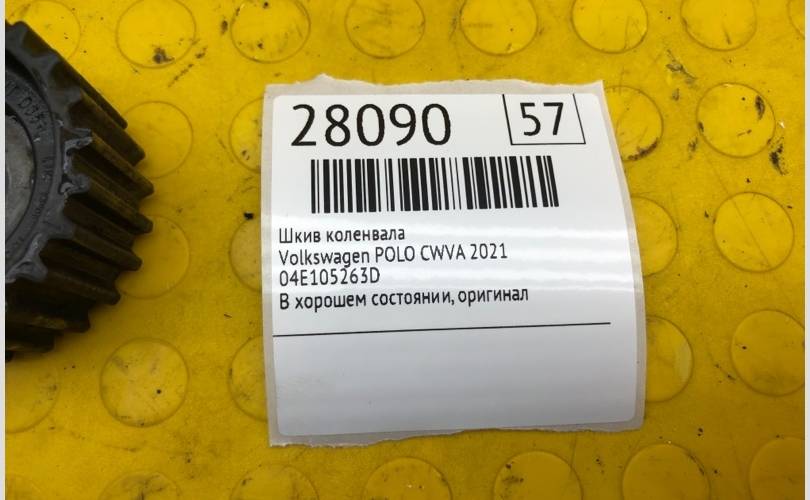 28090
57
Шкив коленвала
Volkswagen POLO CWVA 2021
04E105263D
В хорошем состоянии, оригинал